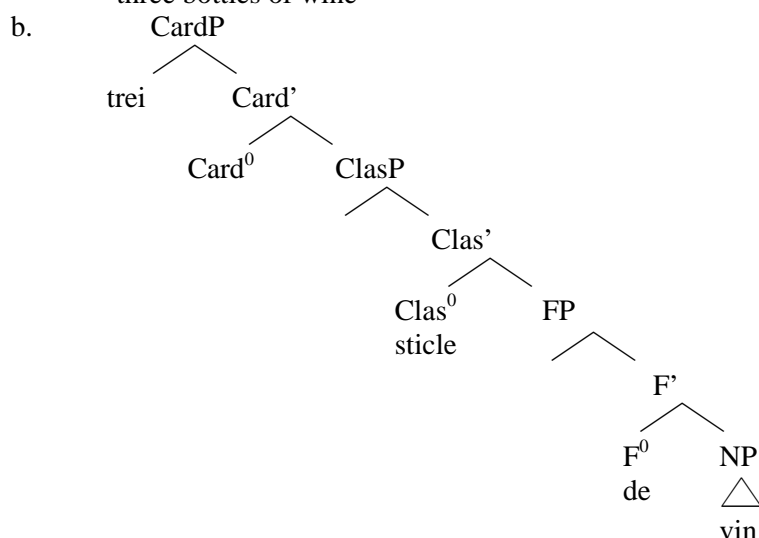 three bottles of wine
b. CardP
trei Card’
Card⁰ ClasP
Clas’
Clas⁰ FP
sticle
F’
F⁰ NP
de
vin